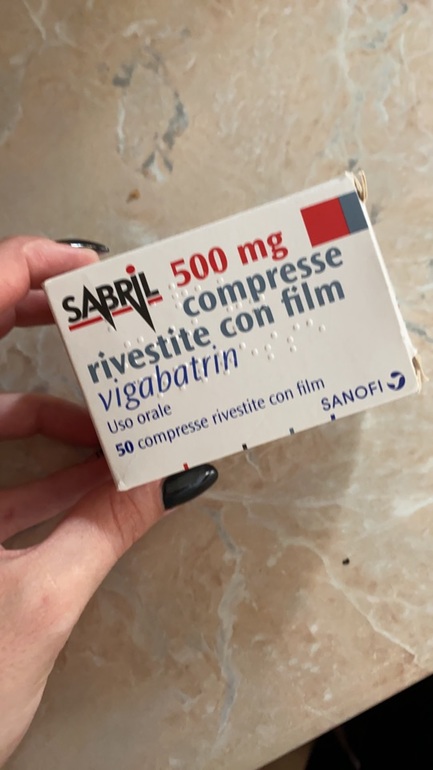 SABRIL 500 mg
compresse
rivestite con film
vigabatrin
Uso orale
50 compresse rivestite con film
SANOFI